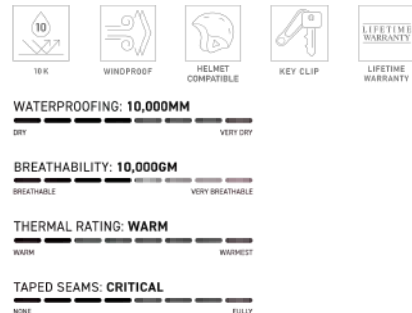 10
LIFETIME
WARRANTY
10K
WINDPROOF
HELMET
COMPATIBLE
KEY CLIP
LIFETIME
WARRANTY
WATERPROOFING: 10,000MM
DRY
VERY DRY
BREATHABILITY: 10,000GM
BREATHABLE
VERY BREATHABLE
THERMAL RATING: WARM
WARM
WARMEST
TAPED SEAMS: CRITICAL
NONE
FULLY